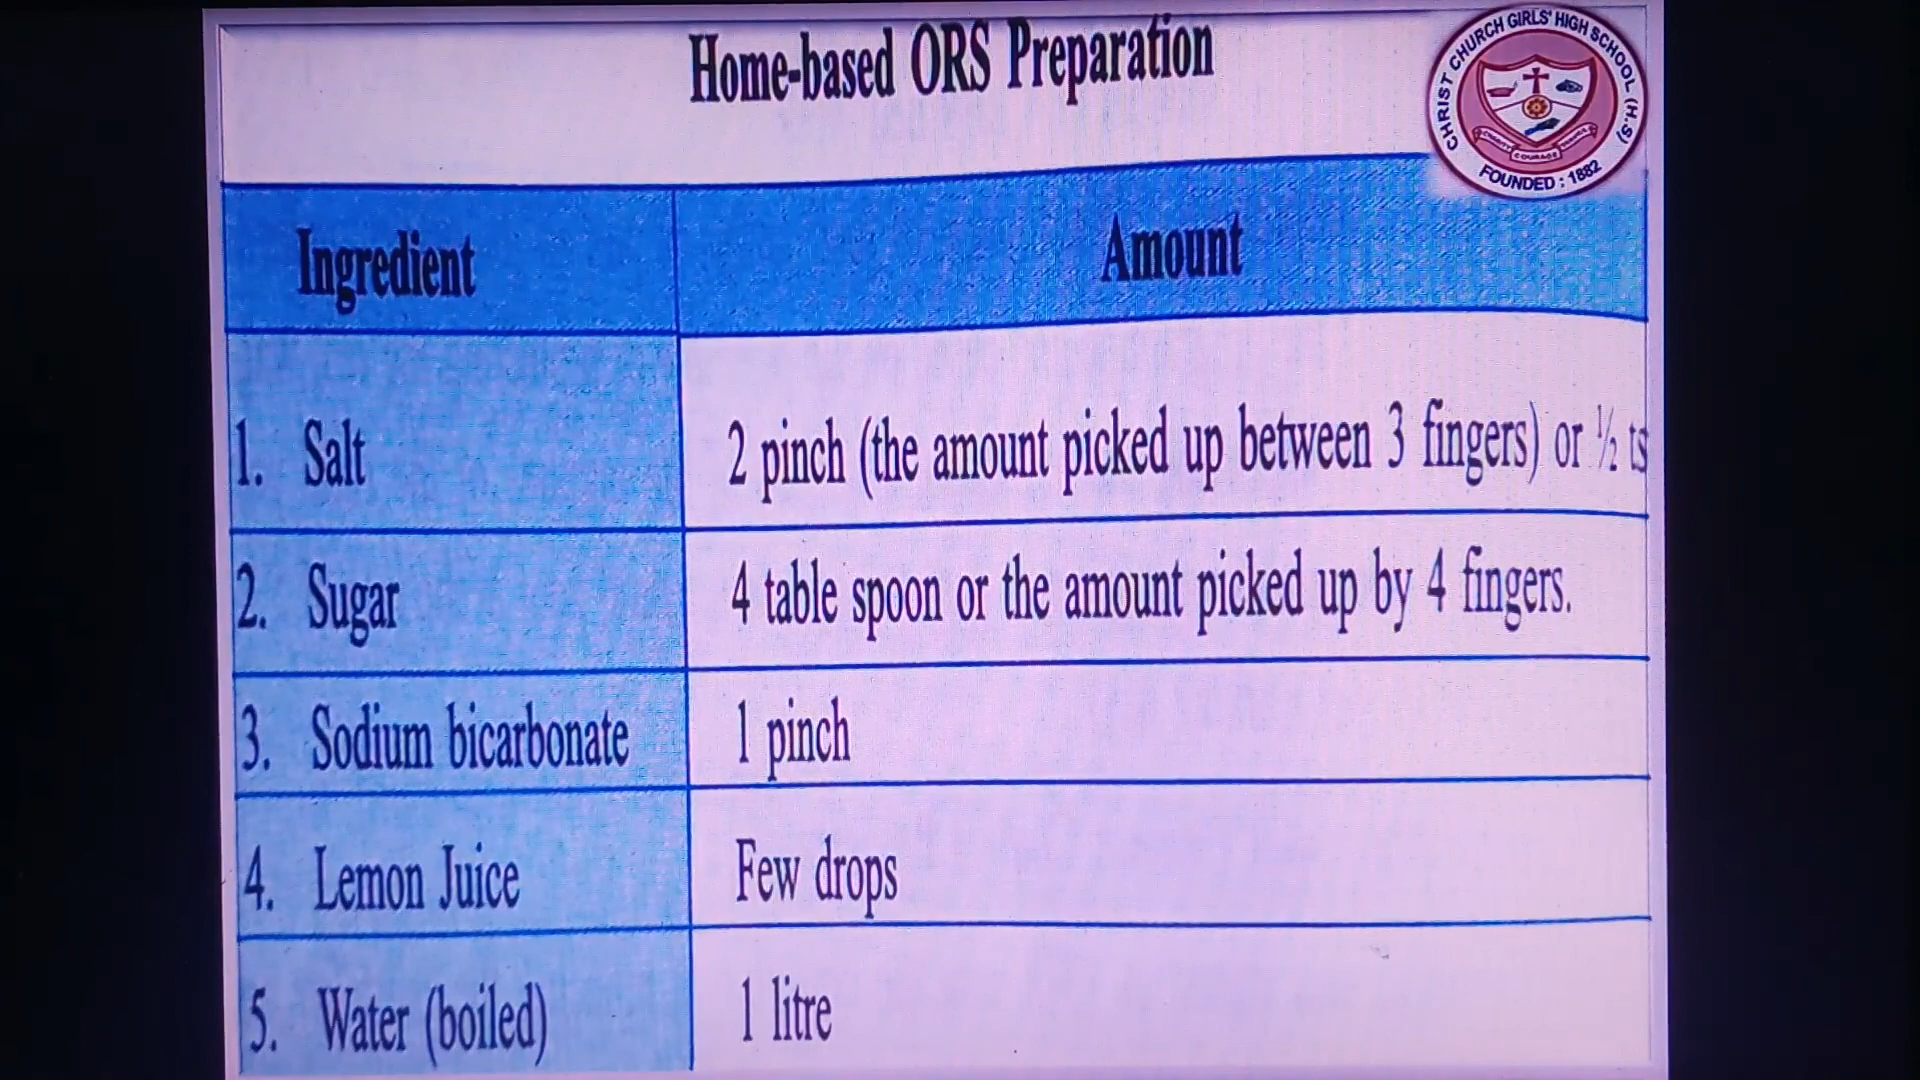 Home-based ORS Preparation
CHRIST CHURCH GIRLS' HIGH SCHOOL (H.S)
COURAGE
FOUNDED : 1882
Ingredient Amount
1. Salt 2 pinch (the amount picked up between 3 fingers) or ½ ts
2. Sugar 4 table spoon or the amount picked up by 4 fingers.
3. Sodium bicarbonate 1 pinch
4. Lemon Juice Few drops
5. Water (boiled) 1 litre